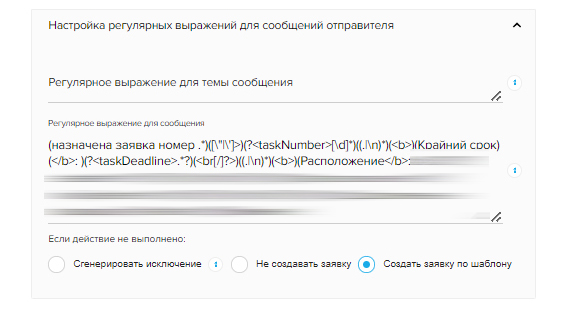 Настройка регулярных выражений для сообщений отправителя
Регулярное выражение для темы сообщения
Регулярное выражение для сообщения
(назначена заявка номер .*)([\"|\']>)(?<taskNumber>[\d]*)((.|\n)*)(<b>)(Крайний срок)
(</b>: )(?<taskDeadline>.*?)(<br[/]?>)((.|\n)*)(<b>)(Расположение</b>:
Если действие не выполнено:
Сгенерировать исключение
Не создавать заявку
Создать заявку по шаблону